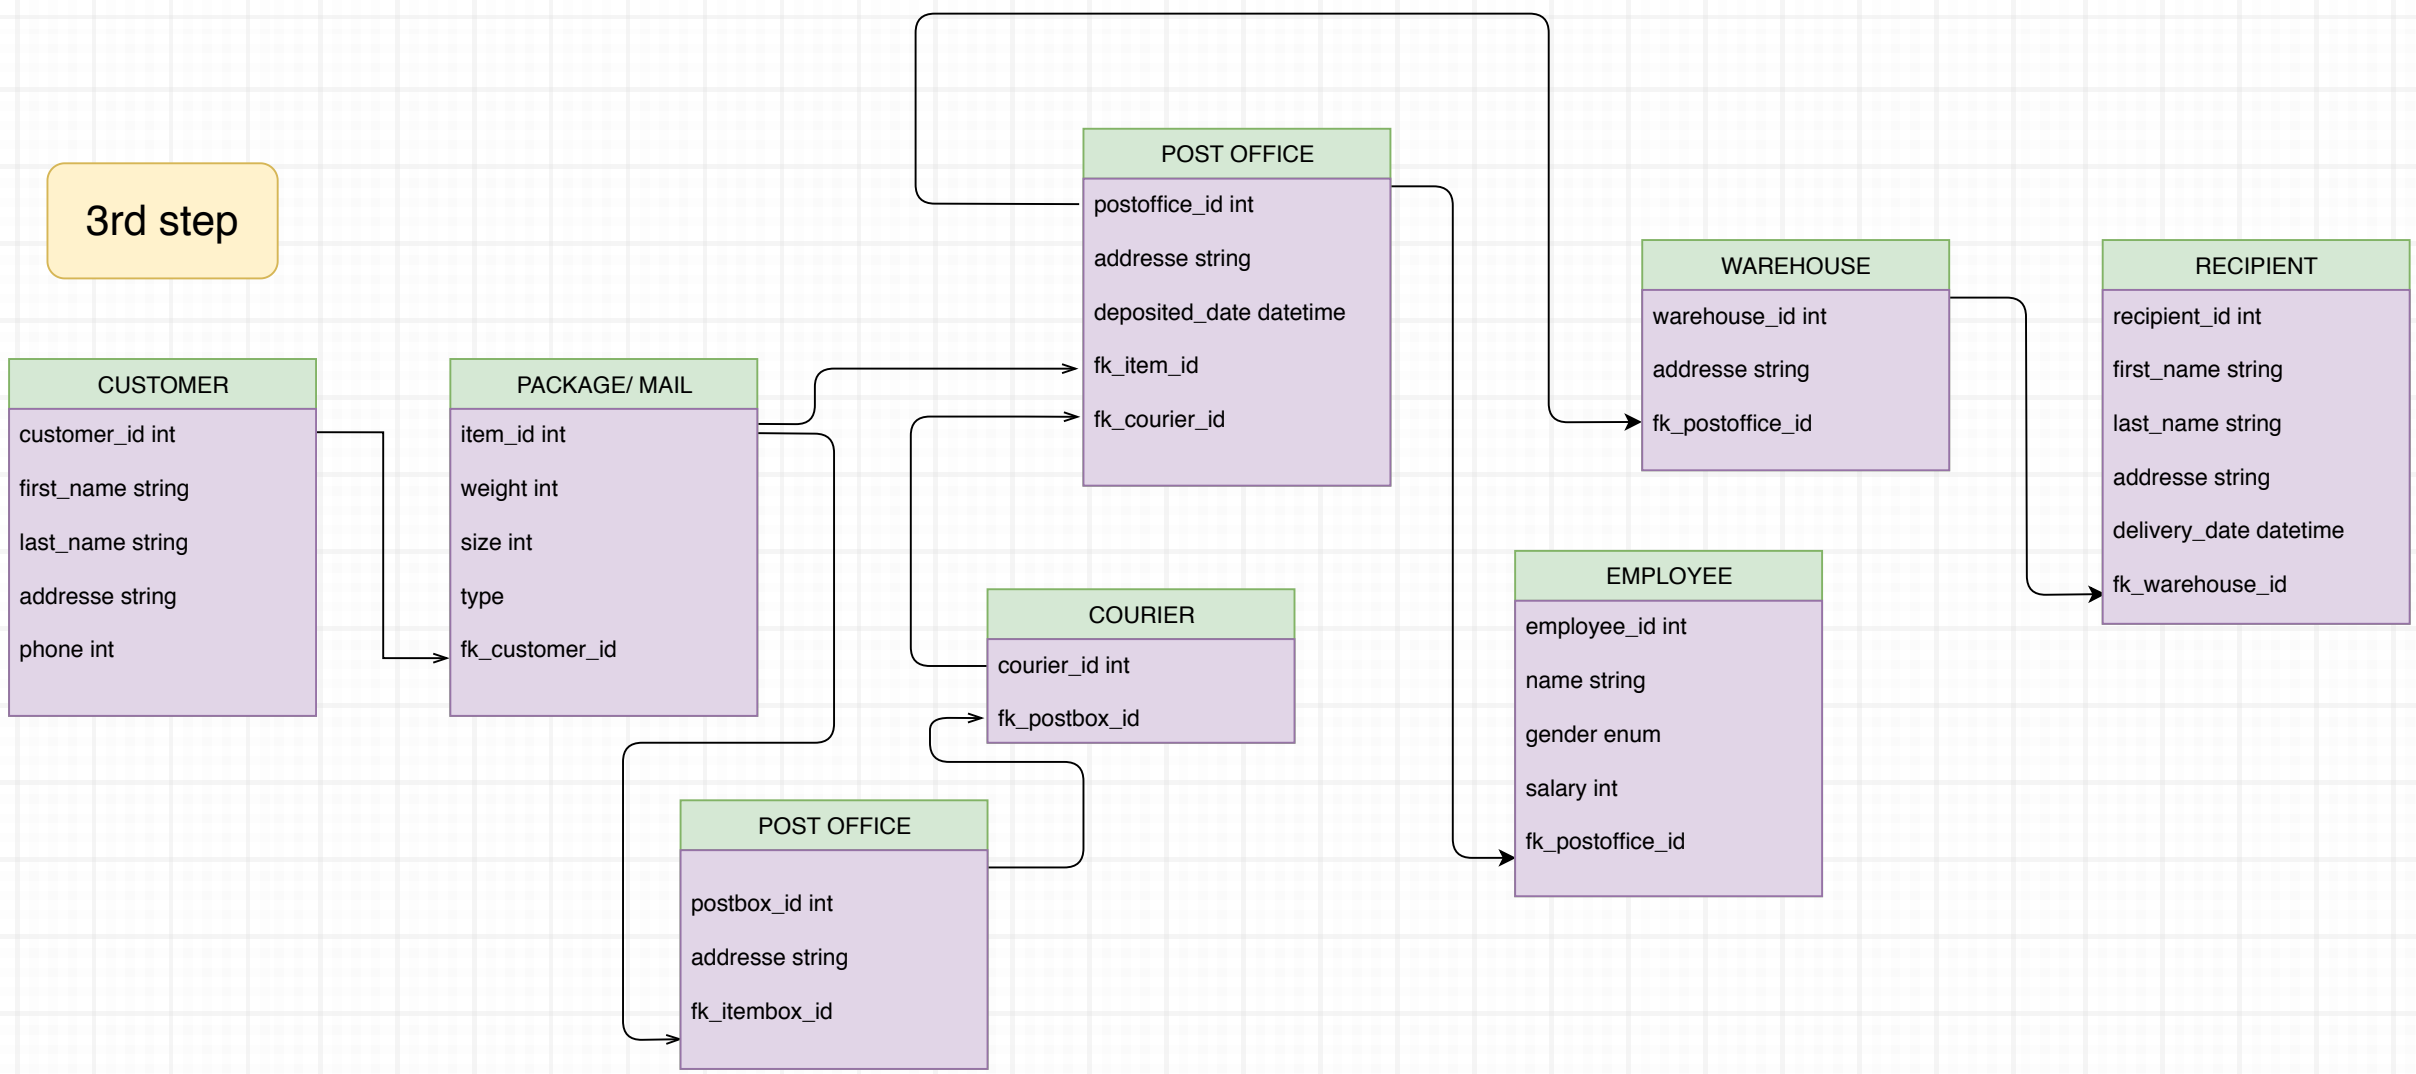 3rd step
CUSTOMER
customer_id int
first_name string
last_name string
addresse string
phone int
PACKAGE/ MAIL
item_id int
weight int
size int
type
fk_customer_id
POST OFFICE
postoffice_id int
addresse string
deposited_date datetime
fk_item_id
fk_courier_id
COURIER
courier_id int
fk_postbox_id
POST OFFICE
postbox_id int
addresse string
fk_itembox_id
WAREHOUSE
warehouse_id int
addresse string
fk_postoffice_id
EMPLOYEE
employee_id int
name string
gender enum
salary int
fk_postoffice_id
RECIPIENT
recipient_id int
first_name string
last_name string
addresse string
delivery_date datetime
fk_warehouse_id